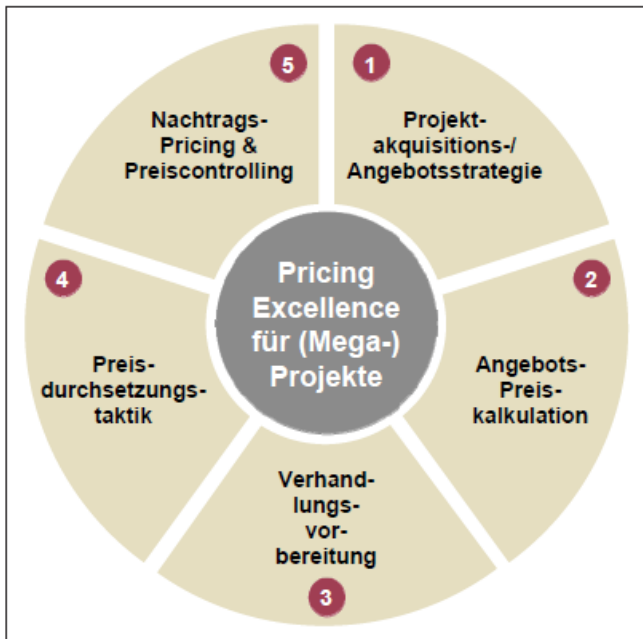 5
Nachtrags-
Pricing &
Preiscontrolling
1
Projekt-
akquisitions-/
Angebotsstrategie
Pricing
Excellence
für (Mega-)
Projekte
4
Preis-
durchsetzungs-
taktik
2
Angebots-
Preis-
kalkulation
Verhand-
lungs-
vor-
bereitung
3